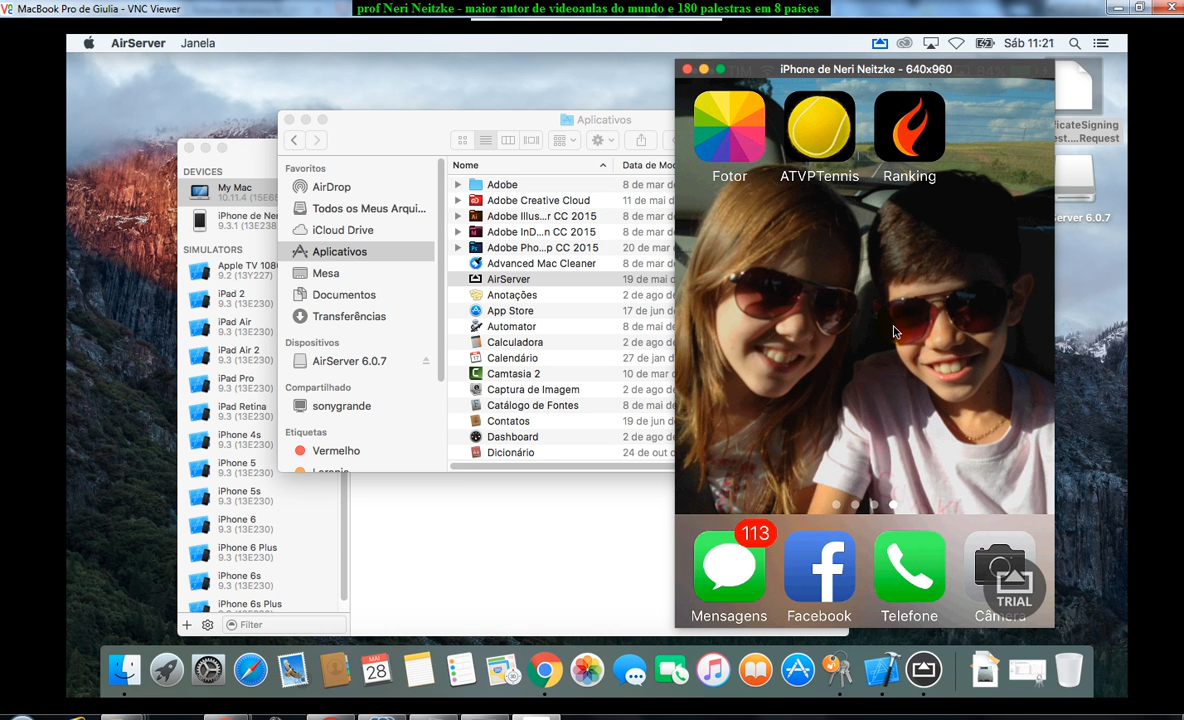 MacBook Pro de Giulia - VNC Viewer
prof Neri Neitzke - maior autor de videoaulas do mundo e 180 palestras em 8 países
AirServer Janela
Sáb 11:21
iPhone de Neri Neitzke - 640x960
Aplicativos
DEVICES
My Mac
10.11.4 (15E65
iPhone de Ner
9.3.1 (13E238
SIMULATORS
Apple TV 108
9.2 (13Y227)
iPad 2
9.3 (13E230)
iPad Air
9.3 (13E230)
iPad Air 2
9.3 (13E230)
iPad Pro
9.3 (13E230)
iPad Retina
9.3 (13E230)
iPhone 4s
9.3 (13E230)
iPhone 5
9.3 (13E230)
iPhone 5s
9.3 (13E230)
iPhone 6
9.3 (13E230)
iPhone 6 Plus
9.3 (13E230)
iPhone 6s
9.3 (13E230)
iPhone 6s Plus
Filter
Favoritos
AirDrop
Todos os Meus Arqui...
iCloud Drive
Aplicativos
Mesa
Documentos
Transferências
Dispositivos
AirServer 6.0.7
Compartilhado
sonygrande
Etiquetas
Vermelho
Laranja
Nome Data de Mo
Adobe 8 de mar d
Adobe Creative Cloud 11 de mai d
Adobe Illus...r CC 2015 8 de mar d
Adobe InD...n CC 2015 8 de mar d
Adobe Pho...p CC 2015 20 de mar
Advanced Mac Cleaner 8 de mar d
AirServer 19 de mai d
Anotações 2 de ago d
App Store 17 de jun d
Automator 8 de mai d
Calculadora 2 de ago d
Calendário 27 de jan d
Camtasia 2 10 de mar d
Captura de Imagem 2 de ago d
Catálogo de Fontes 8 de mai d
Contatos 19 de jun d
Dashboard 2 de ago d
Dicionário 24 de out d
Fotor ATVPTennis Ranking
113
Mensagens Facebook Telefone Câmera
TRIAL
ficateSigning
est....Request
Server 6.0.7
MAI
28